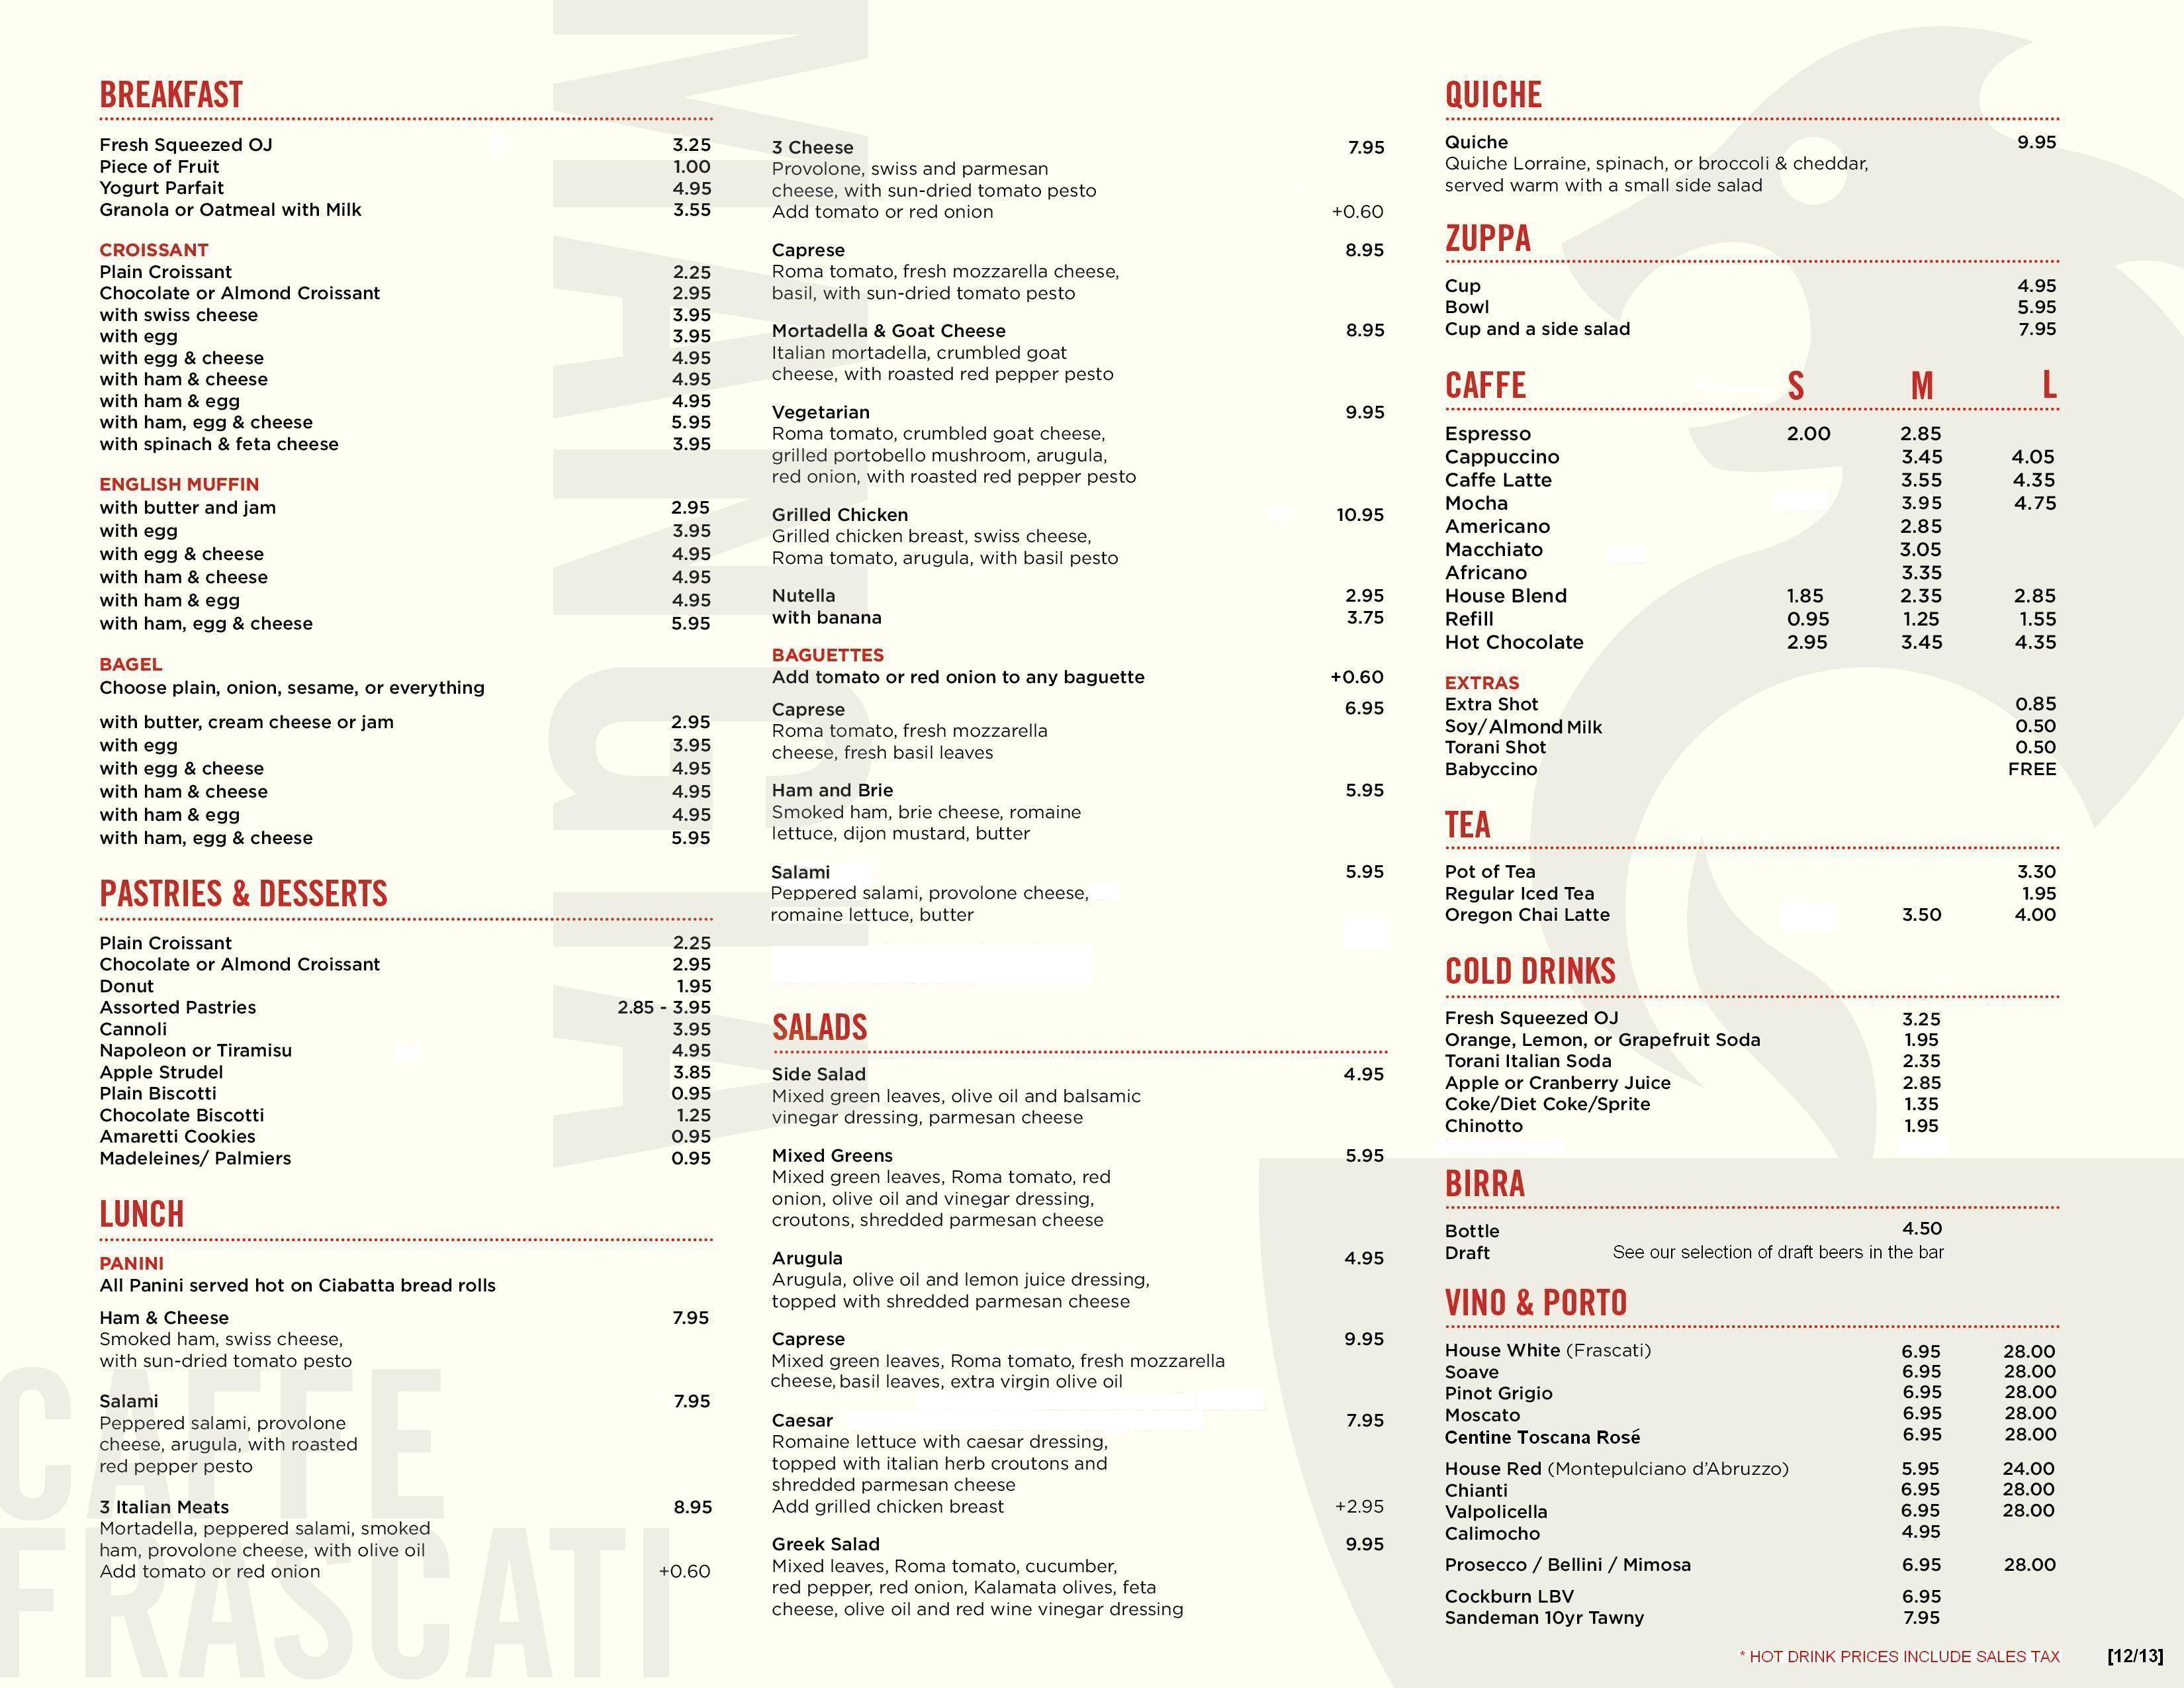 BREAKFAST
Fresh Squeezed OJ 3.25
Piece of Fruit 1.00
Yogurt Parfait 4.95
Granola or Oatmeal with Milk 3.55
CROISSANT
Plain Croissant 2.25
Chocolate or Almond Croissant 2.95
with swiss cheese 3.95
with egg 3.95
with egg & cheese 4.95
with ham & cheese 4.95
with ham & egg 4.95
with ham, egg & cheese 5.95
with spinach & feta cheese 3.95
ENGLISH MUFFIN
with butter and jam 2.95
with egg 3.95
with egg & cheese 4.95
with ham & cheese 4.95
with ham & egg 4.95
with ham, egg & cheese 5.95
BAGEL
Choose plain, onion, sesame, or everything
with butter, cream cheese or jam 2.95
with egg 3.95
with egg & cheese 4.95
with ham & cheese 4.95
with ham & egg 4.95
with ham, egg & cheese 5.95
PASTRIES & DESSERTS
Plain Croissant 2.25
Chocolate or Almond Croissant 2.95
Donut 1.95
Assorted Pastries 2.85 - 3.95
Cannoli 3.95
Napoleon or Tiramisu 4.95
Apple Strudel 3.85
Plain Biscotti 0.95
Chocolate Biscotti 1.25
Amaretti Cookies 0.95
Madeleines/ Palmiers 0.95
LUNCH
PANINI
All Panini served hot on Ciabatta bread rolls
Ham & Cheese 7.95
Smoked ham, swiss cheese,
with sun-dried tomato pesto
Salami 7.95
Peppered salami, provolone
cheese, arugula, with roasted
red pepper pesto
3 Italian Meats 8.95
Mortadella, peppered salami, smoked
ham, provolone cheese, with olive oil
Add tomato or red onion +0.60
CAFFE
FRASCATI
3 Cheese 7.95
Provolone, swiss and parmesan
cheese, with sun-dried tomato pesto
Add tomato or red onion +0.60
Caprese 8.95
Roma tomato, fresh mozzarella cheese,
basil, with sun-dried tomato pesto
Mortadella & Goat Cheese 8.95
Italian mortadella, crumbled goat
cheese, with roasted red pepper pesto
Vegetarian 9.95
Roma tomato, crumbled goat cheese,
grilled portobello mushroom, arugula,
red onion, with roasted red pepper pesto
Grilled Chicken 10.95
Grilled chicken breast, swiss cheese,
Roma tomato, arugula, with basil pesto
Nutella 2.95
with banana 3.75
BAGUETTES
Add tomato or red onion to any baguette +0.60
Caprese 6.95
Roma tomato, fresh mozzarella
cheese, fresh basil leaves
Ham and Brie 5.95
Smoked ham, brie cheese, romaine
lettuce, dijon mustard, butter
Salami 5.95
Peppered salami, provolone cheese,
romaine lettuce, butter
SALADS
Side Salad 4.95
Mixed green leaves, olive oil and balsamic
vinegar dressing, parmesan cheese
Mixed Greens 5.95
Mixed green leaves, Roma tomato, red
onion, olive oil and vinegar dressing,
croutons, shredded parmesan cheese
Arugula 4.95
Arugula, olive oil and lemon juice dressing,
topped with shredded parmesan cheese
Caprese 9.95
Mixed green leaves, Roma tomato, fresh mozzarella
cheese, basil leaves, extra virgin olive oil
Caesar 7.95
Romaine lettuce with caesar dressing,
topped with italian herb croutons and
shredded parmesan cheese
Add grilled chicken breast +2.95
Greek Salad 9.95
Mixed leaves, Roma tomato, cucumber,
red pepper, red onion, Kalamata olives, feta
cheese, olive oil and red wine vinegar dressing
QUICHE
Quiche 9.95
Quiche Lorraine, spinach, or broccoli & cheddar,
served warm with a small side salad
ZUPPA
Cup 4.95
Bowl 5.95
Cup and a side salad 7.95
CAFFE S M L
Espresso 2.00 2.85
Cappuccino 3.45 4.05
Caffe Latte 3.55 4.35
Mocha 3.95 4.75
Americano 2.85
Macchiato 3.05
Africano 3.35
House Blend 1.85 2.35 2.85
Refill 0.95 1.25 1.55
Hot Chocolate 2.95 3.45 4.35
EXTRAS
Extra Shot 0.85
Soy/Almond Milk 0.50
Torani Shot 0.50
Babyccino FREE
TEA
Pot of Tea 3.30
Regular Iced Tea 1.95
Oregon Chai Latte 3.50 4.00
COLD DRINKS
Fresh Squeezed OJ 3.25
Orange, Lemon, or Grapefruit Soda 1.95
Torani Italian Soda 2.35
Apple or Cranberry Juice 2.85
Coke/Diet Coke/Sprite 1.35
Chinotto 1.95
BIRRA
Bottle 4.50
Draft See our selection of draft beers in the bar
VINO & PORTO
House White (Frascati) 6.95 28.00
Soave 6.95 28.00
Pinot Grigio 6.95 28.00
Moscato 6.95 28.00
Centine Toscana Rosé 6.95 28.00
House Red (Montepulciano d'Abruzzo) 5.95 24.00
Chianti 6.95 28.00
Valpolicella 6.95 28.00
Calimocho 4.95
Prosecco / Bellini / Mimosa 6.95 28.00
Cockburn LBV 6.95
Sandeman 10yr Tawny 7.95
* HOT DRINK PRICES INCLUDE SALES TAX [12/13]